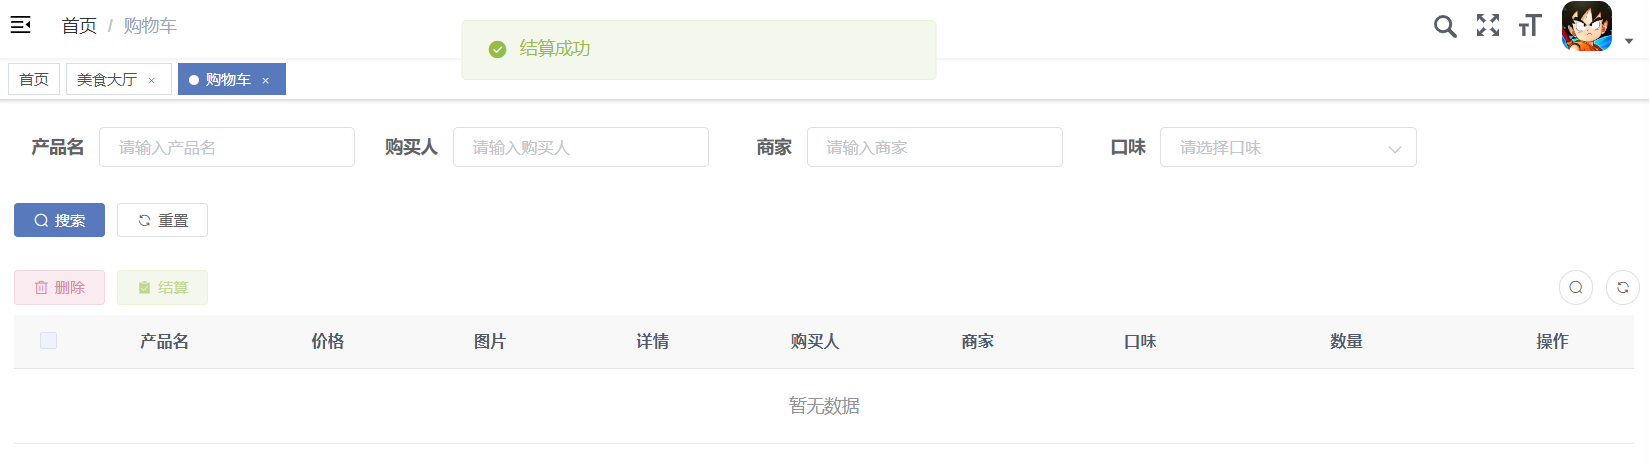 首页 / 购物车
结算成功
首页 美食大厅 × 购物车 ×
产品名 请输入产品名 购买人 请输入购买人 商家 请输入商家 口味 请选择口味
搜索 重置
删除 结算
产品名 价格 图片 详情 购买人 商家 口味 数量 操作
暂无数据